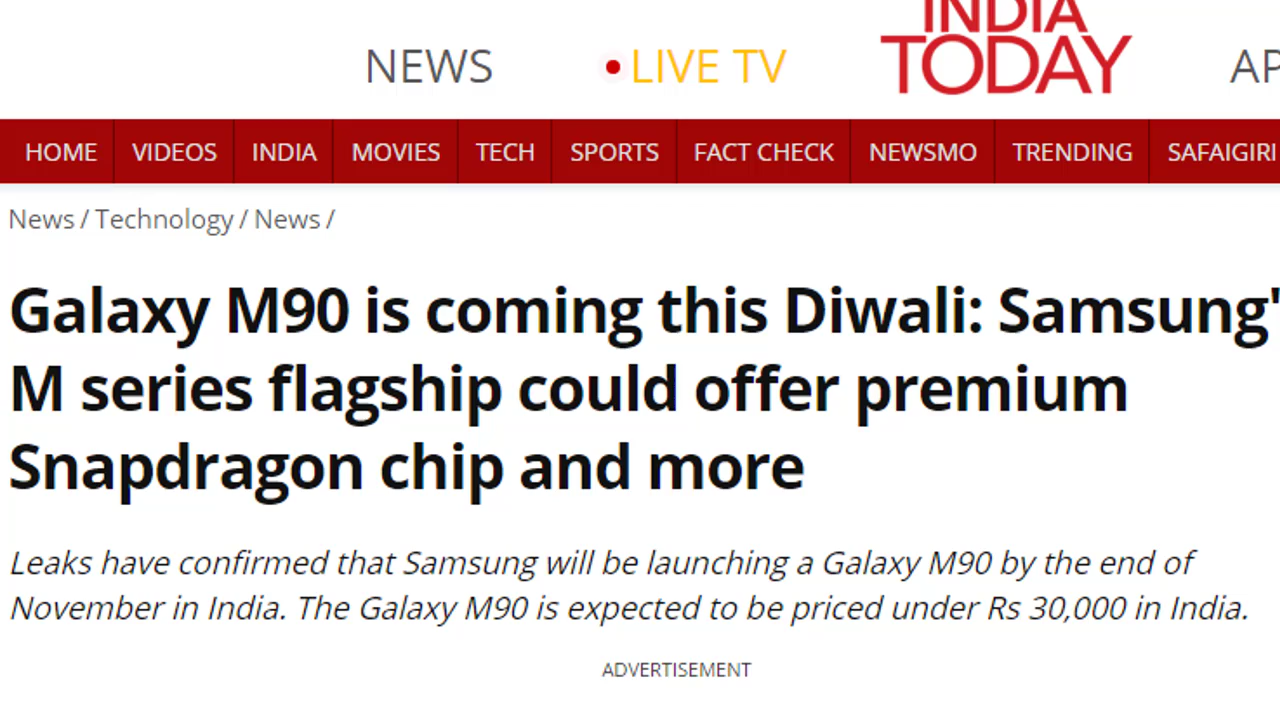 INDIA
NEWS
LIVE TV
TODAY
AP
HOME VIDEOS INDIA MOVIES TECH SPORTS FACT CHECK NEWSMO TRENDING SAFAIGIRI
News / Technology / News /
Galaxy M90 is coming this Diwali: Samsung'
M series flagship could offer premium
Snapdragon chip and more
Leaks have confirmed that Samsung will be launching a Galaxy M90 by the end of
November in India. The Galaxy M90 is expected to be priced under Rs 30,000 in India.
ADVERTISEMENT